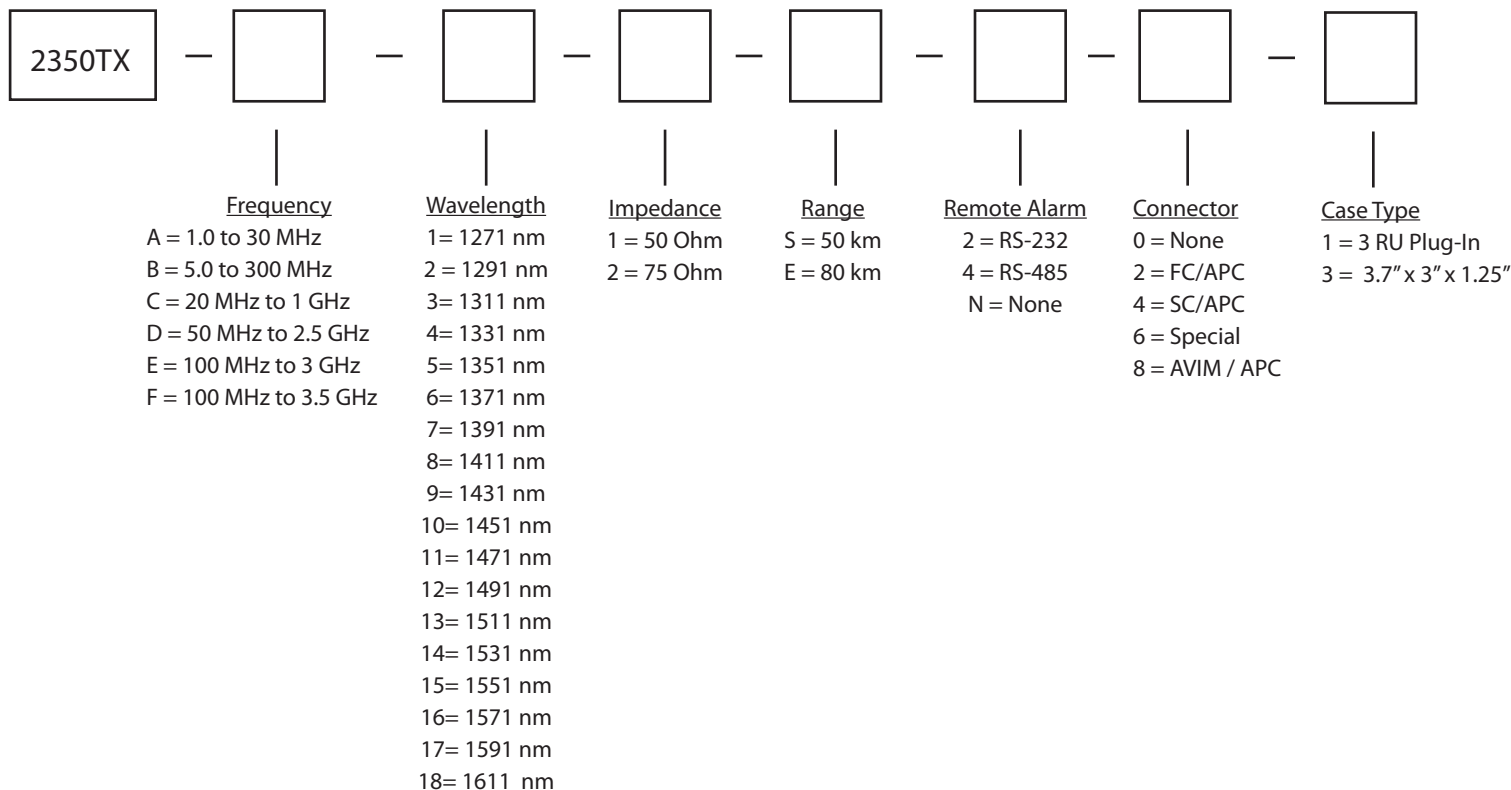 2350TX — — — — — — —
Frequency
A = 1.0 to 30 MHz
B = 5.0 to 300 MHz
C = 20 MHz to 1 GHz
D = 50 MHz to 2.5 GHz
E = 100 MHz to 3 GHz
F = 100 MHz to 3.5 GHz
Wavelength
1= 1271 nm
2 = 1291 nm
3= 1311 nm
4= 1331 nm
5= 1351 nm
6= 1371 nm
7= 1391 nm
8= 1411 nm
9= 1431 nm
10= 1451 nm
11= 1471 nm
12= 1491 nm
13= 1511 nm
14= 1531 nm
15= 1551 nm
16= 1571 nm
17= 1591 nm
18= 1611 nm
Impedance
1 = 50 Ohm
2 = 75 Ohm
Range
S = 50 km
E = 80 km
Remote Alarm
2 = RS-232
4 = RS-485
N = None
Connector
0 = None
2 = FC/APC
4 = SC/APC
6 = Special
8 = AVIM / APC
Case Type
1 = 3 RU Plug-In
3 = 3.7” x 3” x 1.25”